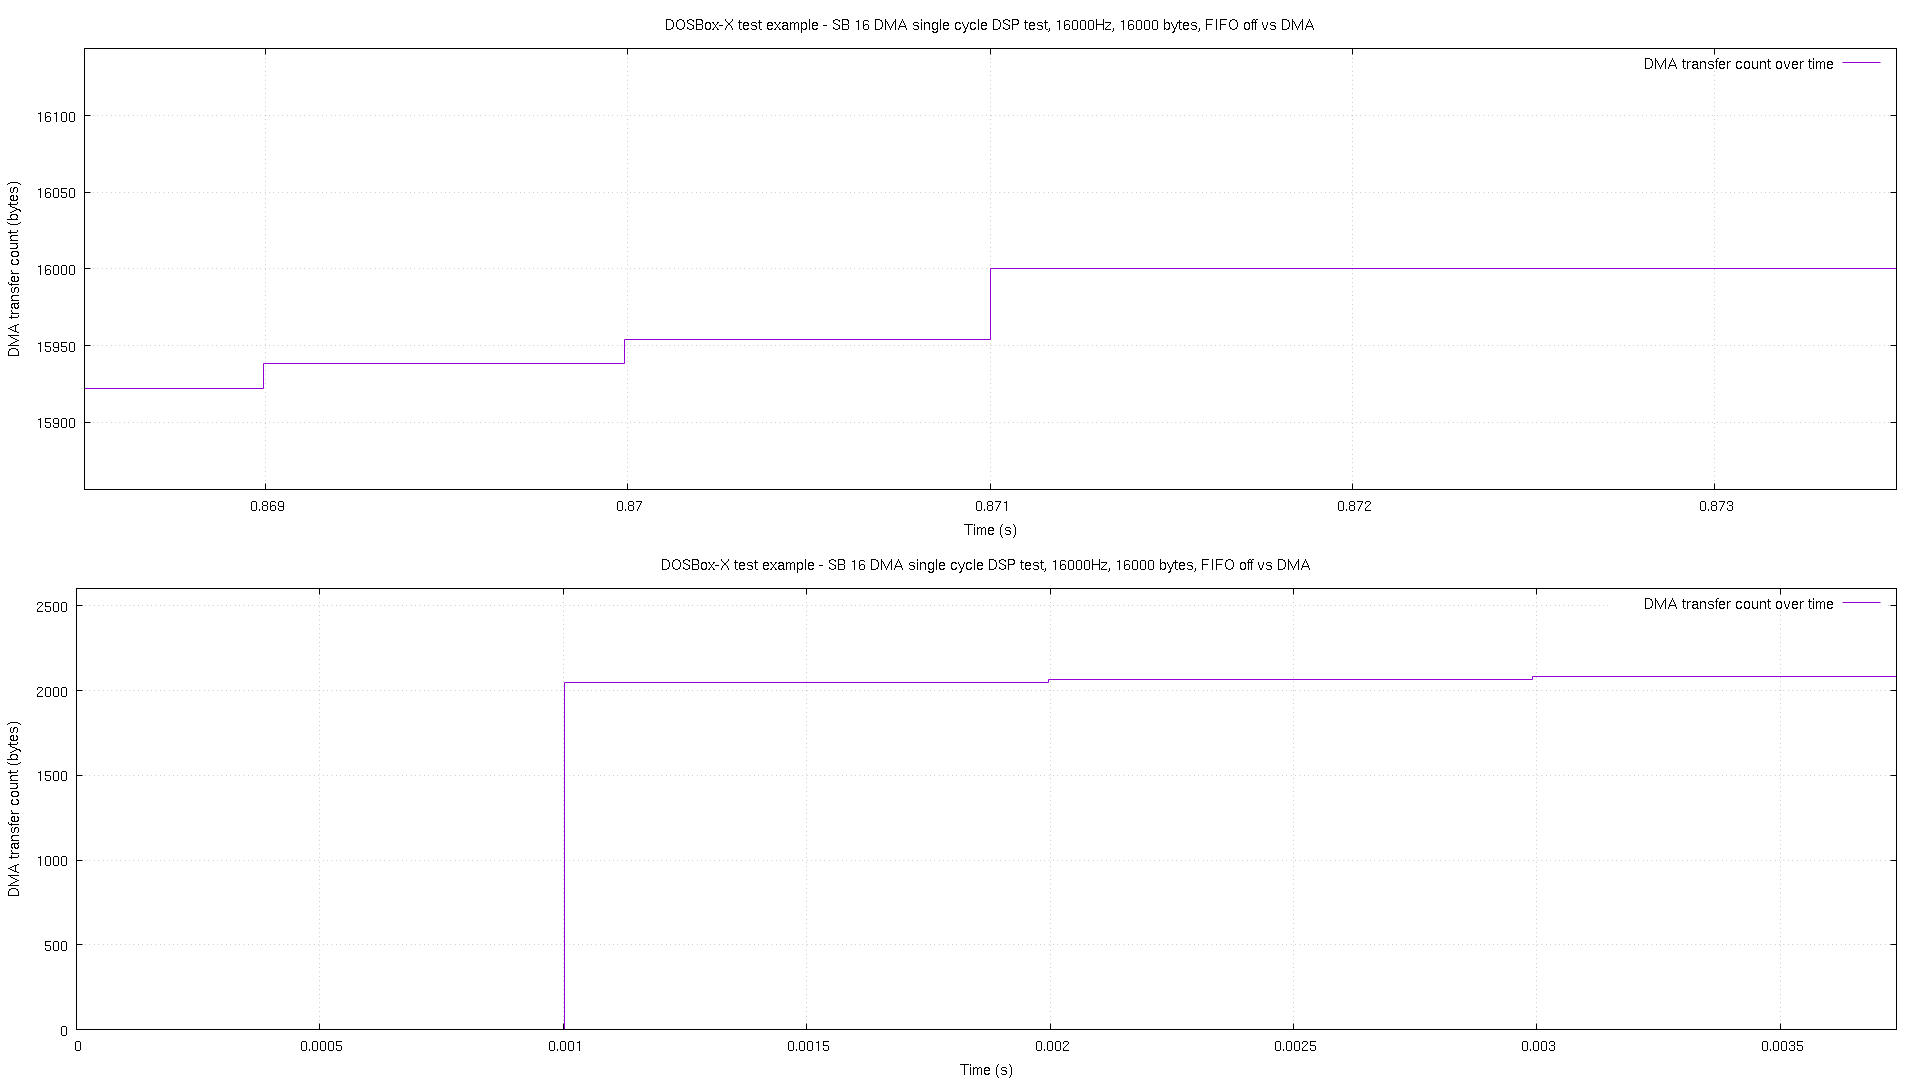 DOSBox-X test example - SB 16 DMA single cycle DSP test, 16000Hz, 16000 bytes, FIFO off vs DMA
DMA transfer count over time
16100
16050
16000
15950
15900
DMA transfer count (bytes)
0.869 0.87 0.871 0.872 0.873
Time (s)
DOSBox-X test example - SB 16 DMA single cycle DSP test, 16000Hz, 16000 bytes, FIFO off vs DMA
DMA transfer count over time
2500
2000
1500
1000
500
0
DMA transfer count (bytes)
0 0.0005 0.001 0.0015 0.002 0.0025 0.003 0.0035
Time (s)